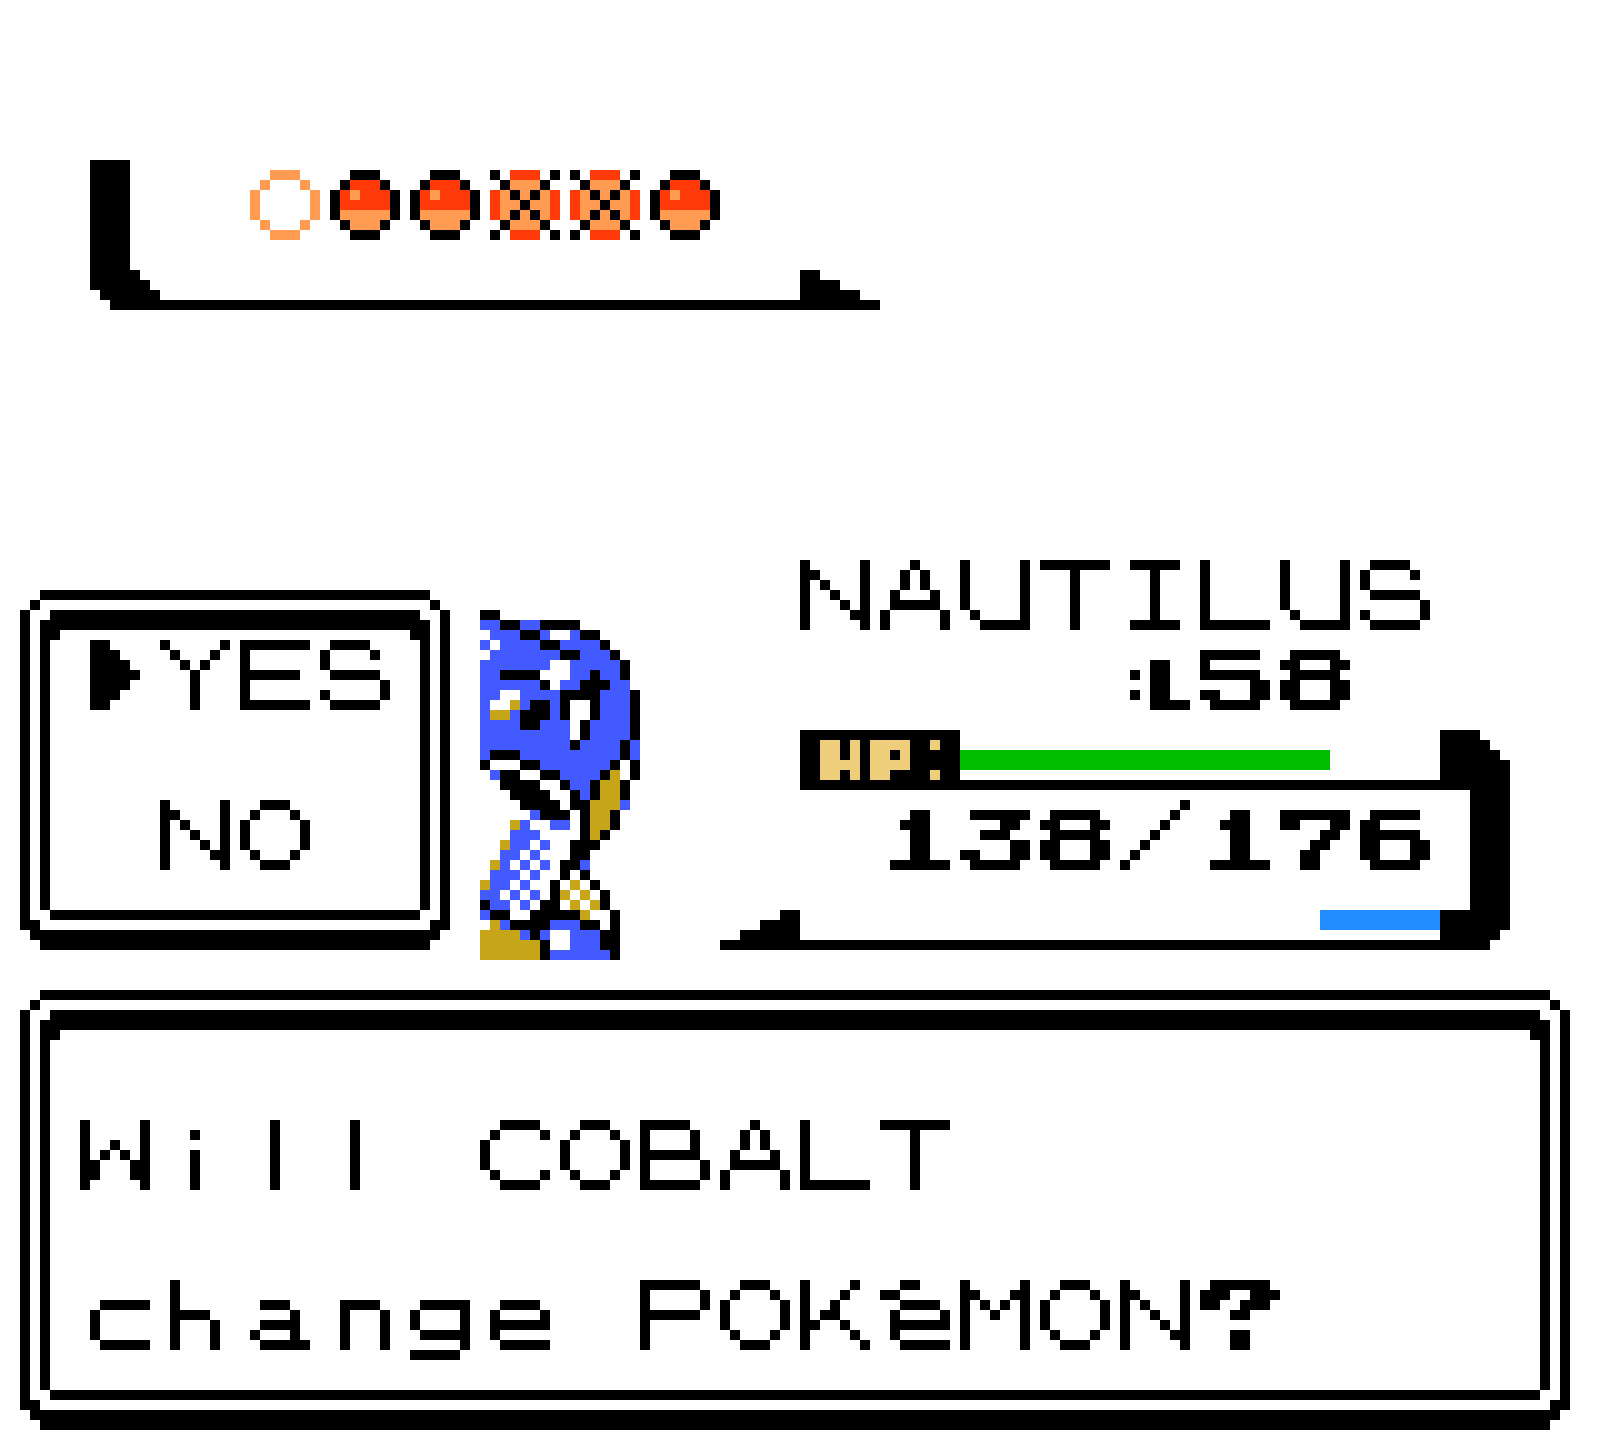 NAUTILUS
:L58
HP:
138/176
▶YES
NO
Will COBALT
change POKéMON?